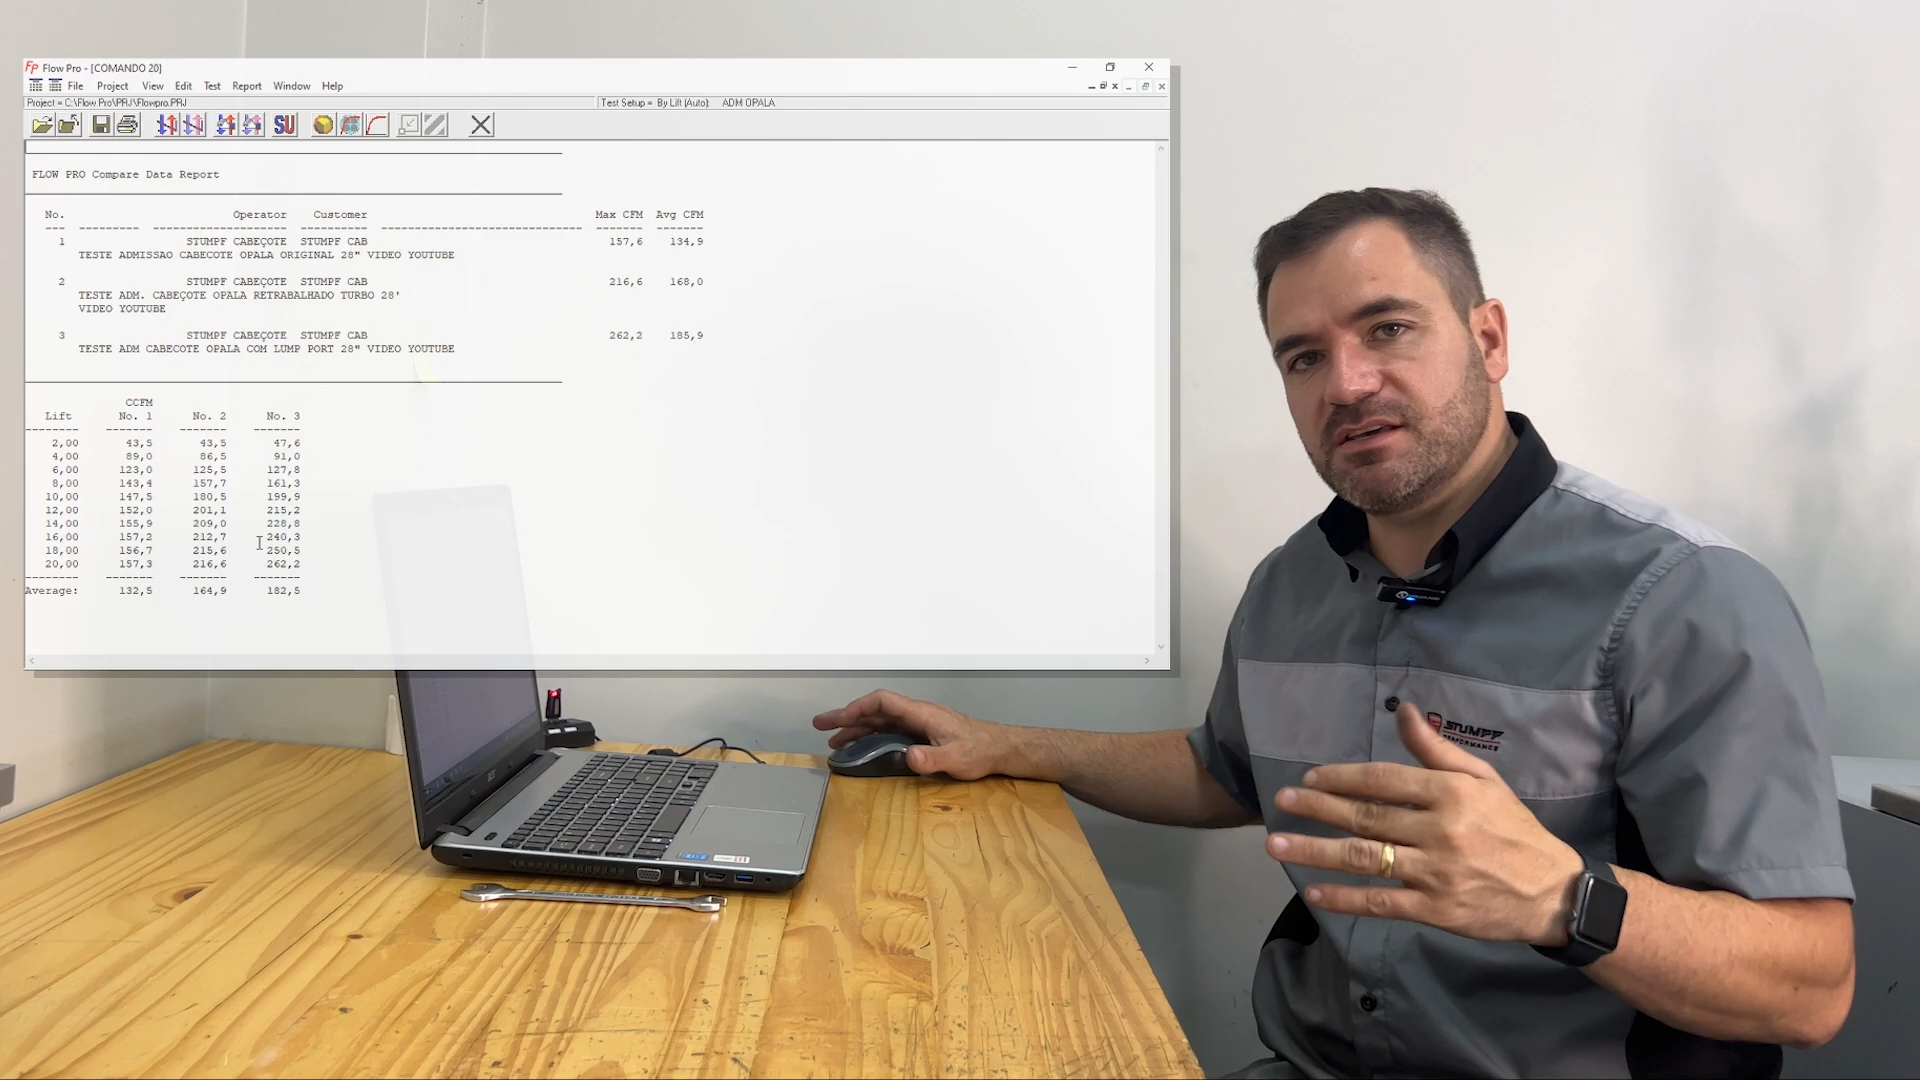 FP Flow Pro - [COMANDO 20]
File Project View Edit Test Report Window Help
Project = C:\Flow Pro\PRJ\Flowpro.PRJ Test Setup = By Lift (Auto): ADM OPALA
SU
FLOW PRO Compare Data Report
No. Operator Customer Max CFM Avg CFM
1 STUMPF CABEÇOTE STUMPF CAB 157,6 134,9
TESTE ADMISSAO CABECOTE OPALA ORIGINAL 28" VIDEO YOUTUBE
2 STUMPF CABEÇOTE STUMPF CAB 216,6 168,0
TESTE ADM. CABEÇOTE OPALA RETRABALHADO TURBO 28'
VIDEO YOUTUBE
3 STUMPF CABEÇOTE STUMPF CAB 262,2 185,9
TESTE ADM CABECOTE OPALA COM LUMP PORT 28" VIDEO YOUTUBE
CCFM
Lift No. 1 No. 2 No. 3
2,00 43,5 43,5 47,6
4,00 89,0 86,5 91,0
6,00 123,0 125,5 127,8
8,00 143,4 157,7 161,3
10,00 147,5 180,5 199,9
12,00 152,0 201,1 215,2
14,00 155,9 209,0 228,8
16,00 157,2 212,7 240,3
18,00 156,7 215,6 250,5
20,00 157,3 216,6 262,2
Average: 132,5 164,9 182,5
acer
STUMPF
PERFORMANCE